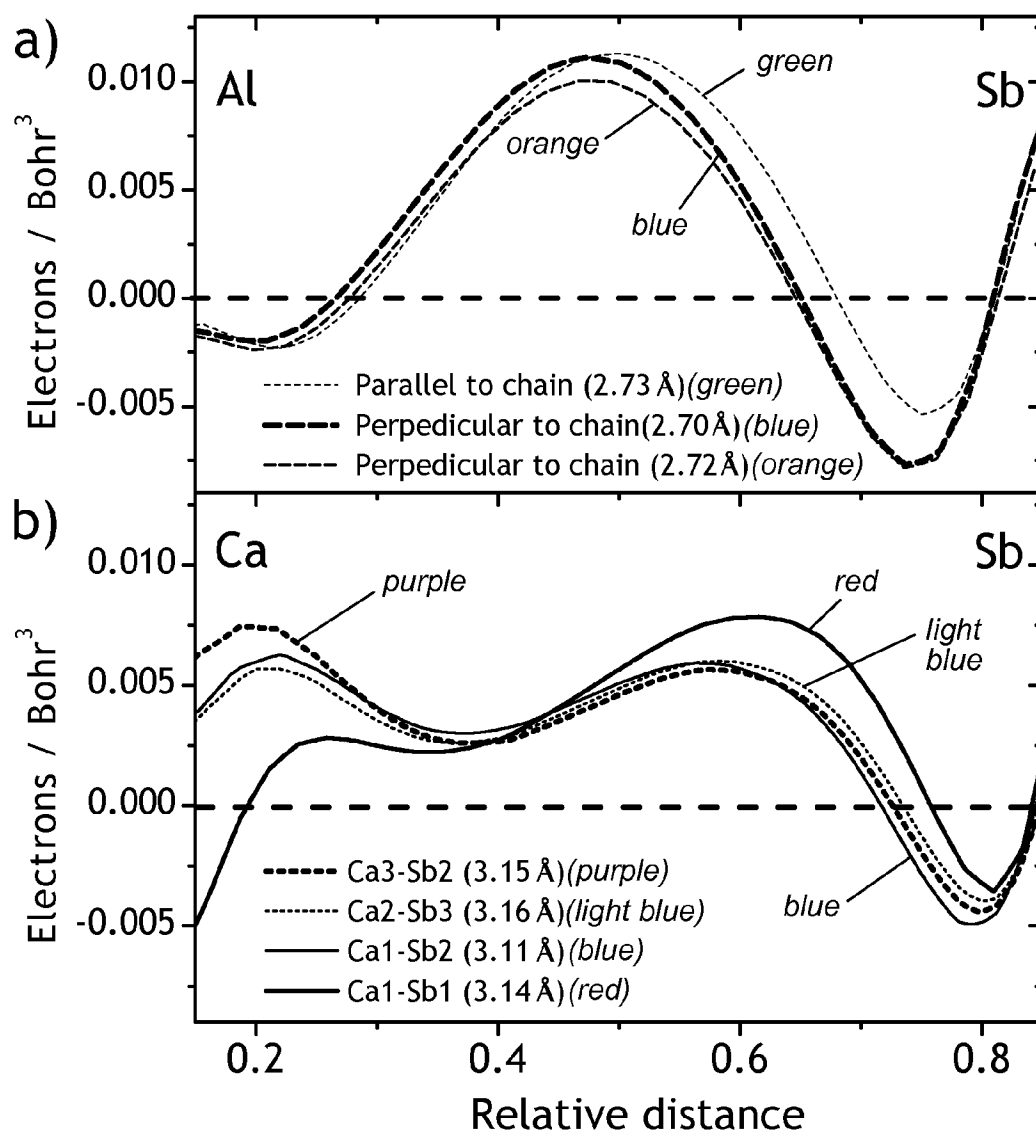 a)
Electrons / Bohr³
0.010
0.005
0.000
-0.005
Al
Sb
green
orange
blue
Parallel to chain (2.73 Å)(green)
Perpedicular to chain(2.70Å)(blue)
Perpedicular to chain (2.72Å)(orange)
b)
Electrons / Bohr³
0.010
0.005
0.000
-0.005
Ca
Sb
purple
red
light
blue
blue
Ca3-Sb2 (3.15 Å)(purple)
Ca2-Sb3 (3.16 Å)(light blue)
Ca1-Sb2 (3.11 Å)(blue)
Ca1-Sb1 (3.14 Å)(red)
0.2
0.4
0.6
0.8
Relative distance